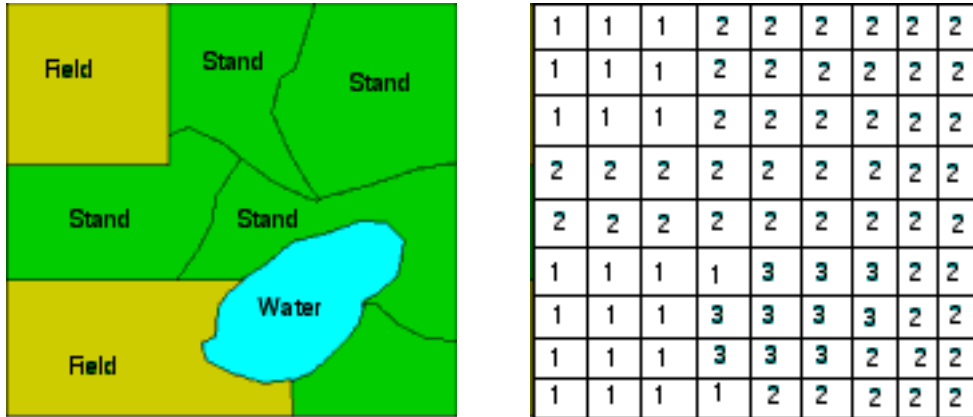 Field
Stand
Stand
Stand
Stand
Water
Field
1 1 1 2 2 2 2 2 2
1 1 1 2 2 2 2 2 2
1 1 1 2 2 2 2 2 2
2 2 2 2 2 2 2 2 2
2 2 2 2 2 2 2 2 2
1 1 1 1 3 3 3 2 2
1 1 1 3 3 3 3 2 2
1 1 1 3 3 3 2 2 2
1 1 1 1 2 2 2 2 2